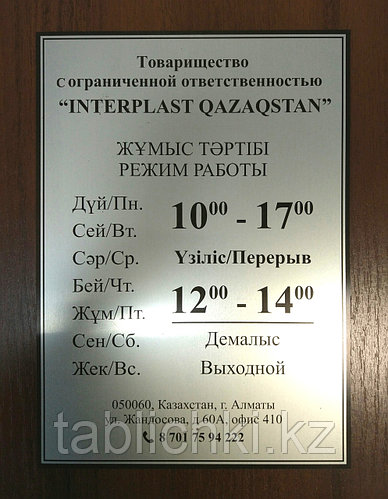 Товарищество
с ограниченной ответственностью
“INTERPLAST QAZAQSTAN”
ЖҰМЫС ТӘРТІБІ
РЕЖИМ РАБОТЫ
Дүй/Пн.
Сей/Вт.
10⁰⁰ - 17⁰⁰
Сәр/Ср.
Үзіліс/Перерыв
Бей/Чт.
Жұм/Пт.
12⁰⁰ - 14⁰⁰
Сен/Сб.
Демалыс
Жек/Вс.
Выходной
050060, Казахстан, г. Алматы
ул. Жандосова, д.60А, офис 410
8 701 75 94 222
tablichki.kz